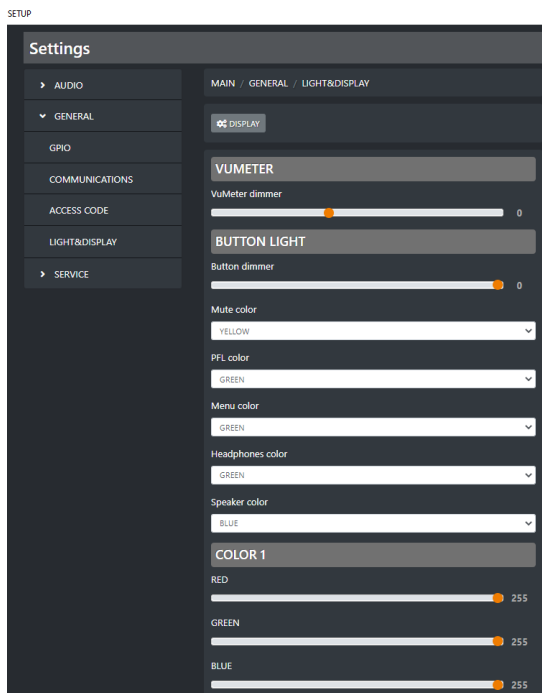 SETUP
Settings
AUDIO
GENERAL
GPIO
COMMUNICATIONS
ACCESS CODE
LIGHT&DISPLAY
SERVICE
MAIN / GENERAL / LIGHT&DISPLAY
DISPLAY
VUMETER
VuMeter dimmer
0
BUTTON LIGHT
Button dimmer
0
Mute color
YELLOW
PFL color
GREEN
Menu color
GREEN
Headphones color
GREEN
Speaker color
BLUE
COLOR 1
RED
255
GREEN
255
BLUE
255